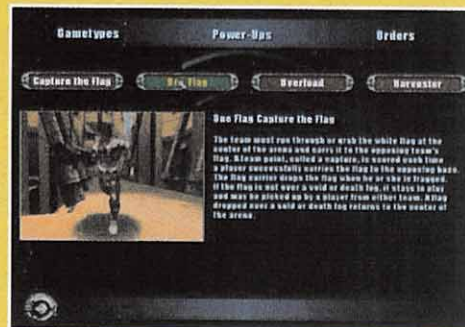 Gametypes Power-Ups Orders
Capture the Flag One Flag Overload Harvester
One Flag Capture the Flag
The team must run through or grab the white flag at the
center of the arena and carry it to the opposing team's
flag. A team point, called a capture, is scored each time
a player successfully carries the flag to the opposing base.
The flag carrier drops the flag whenever he or she is fragged.
If the flag is not over a void or death fog, it stays in play
and may be picked up by a player from either team. A flag
dropped over a void or death fog returns to the center of
the arena.